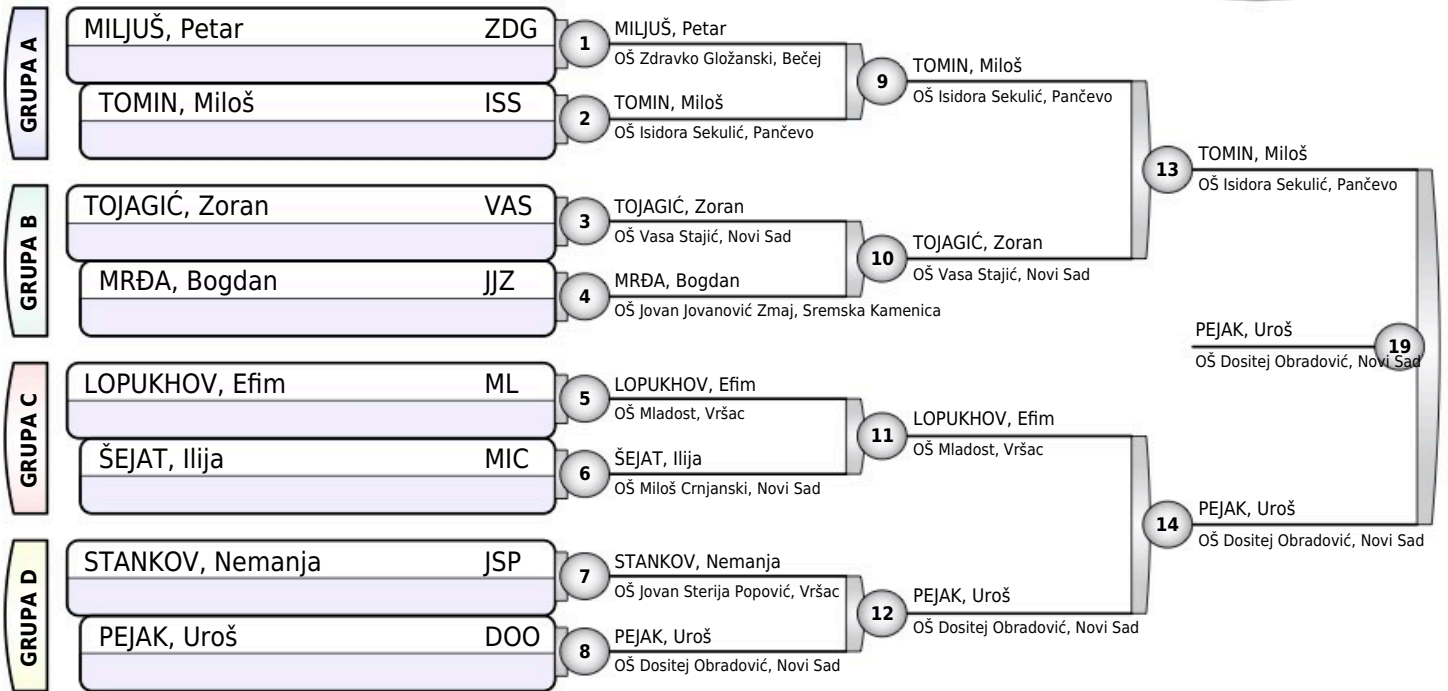 GRUPA A
MILJUŠ, Petar ZDG
TOMIN, Miloš ISS
1
MILJUŠ, Petar
OŠ Zdravko Gložanski, Bečej
2
TOMIN, Miloš
OŠ Isidora Sekulić, Pančevo
9
TOMIN, Miloš
OŠ Isidora Sekulić, Pančevo
GRUPA B
TOJAGIĆ, Zoran VAS
MRĐA, Bogdan JJZ
3
TOJAGIĆ, Zoran
OŠ Vasa Stajić, Novi Sad
4
MRĐA, Bogdan
OŠ Jovan Jovanović Zmaj, Sremska Kamenica
10
TOJAGIĆ, Zoran
OŠ Vasa Stajić, Novi Sad
13
TOMIN, Miloš
OŠ Isidora Sekulić, Pančevo
GRUPA C
LOPUKHOV, Efim ML
ŠEJAT, Ilija MIC
5
LOPUKHOV, Efim
OŠ Mladost, Vršac
6
ŠEJAT, Ilija
OŠ Miloš Crnjanski, Novi Sad
11
LOPUKHOV, Efim
OŠ Mladost, Vršac
GRUPA D
STANKOV, Nemanja JSP
PEJAK, Uroš DOO
7
STANKOV, Nemanja
OŠ Jovan Sterija Popović, Vršac
8
PEJAK, Uroš
OŠ Dositej Obradović, Novi Sad
12
PEJAK, Uroš
OŠ Dositej Obradović, Novi Sad
14
PEJAK, Uroš
OŠ Dositej Obradović, Novi Sad
19
PEJAK, Uroš
OŠ Dositej Obradović, Novi Sad